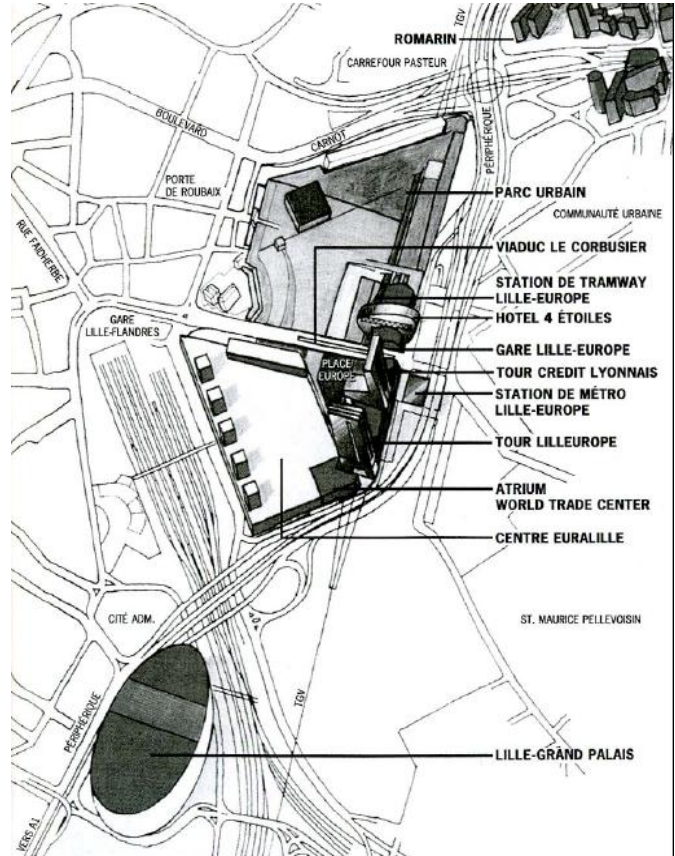 TGV
ROMARIN
CARREFOUR PASTEUR
BOULEVARD
CARNOT
PÉRIPHÉRIQUE
PORTE
DE ROUBAIX
PARC URBAIN
COMMUNAUTÉ URBAINE
RUE FAIDHERBE
VIADUC LE CORBUSIER
STATION DE TRAMWAY
LILLE-EUROPE
HOTEL 4 ÉTOILES
GARE
LILLE-FLANDRES
GARE LILLE-EUROPE
PLACE
EUROPE
TOUR CREDIT LYONNAIS
STATION DE MÉTRO
LILLE-EUROPE
TOUR LILLEUROPE
ATRIUM
WORLD TRADE CENTER
CENTRE EURALILLE
CITÉ ADM.
ST. MAURICE PELLEVOISIN
PÉRIPHÉRIQUE
TGV
LILLE-GRAND PALAIS
VERS A1